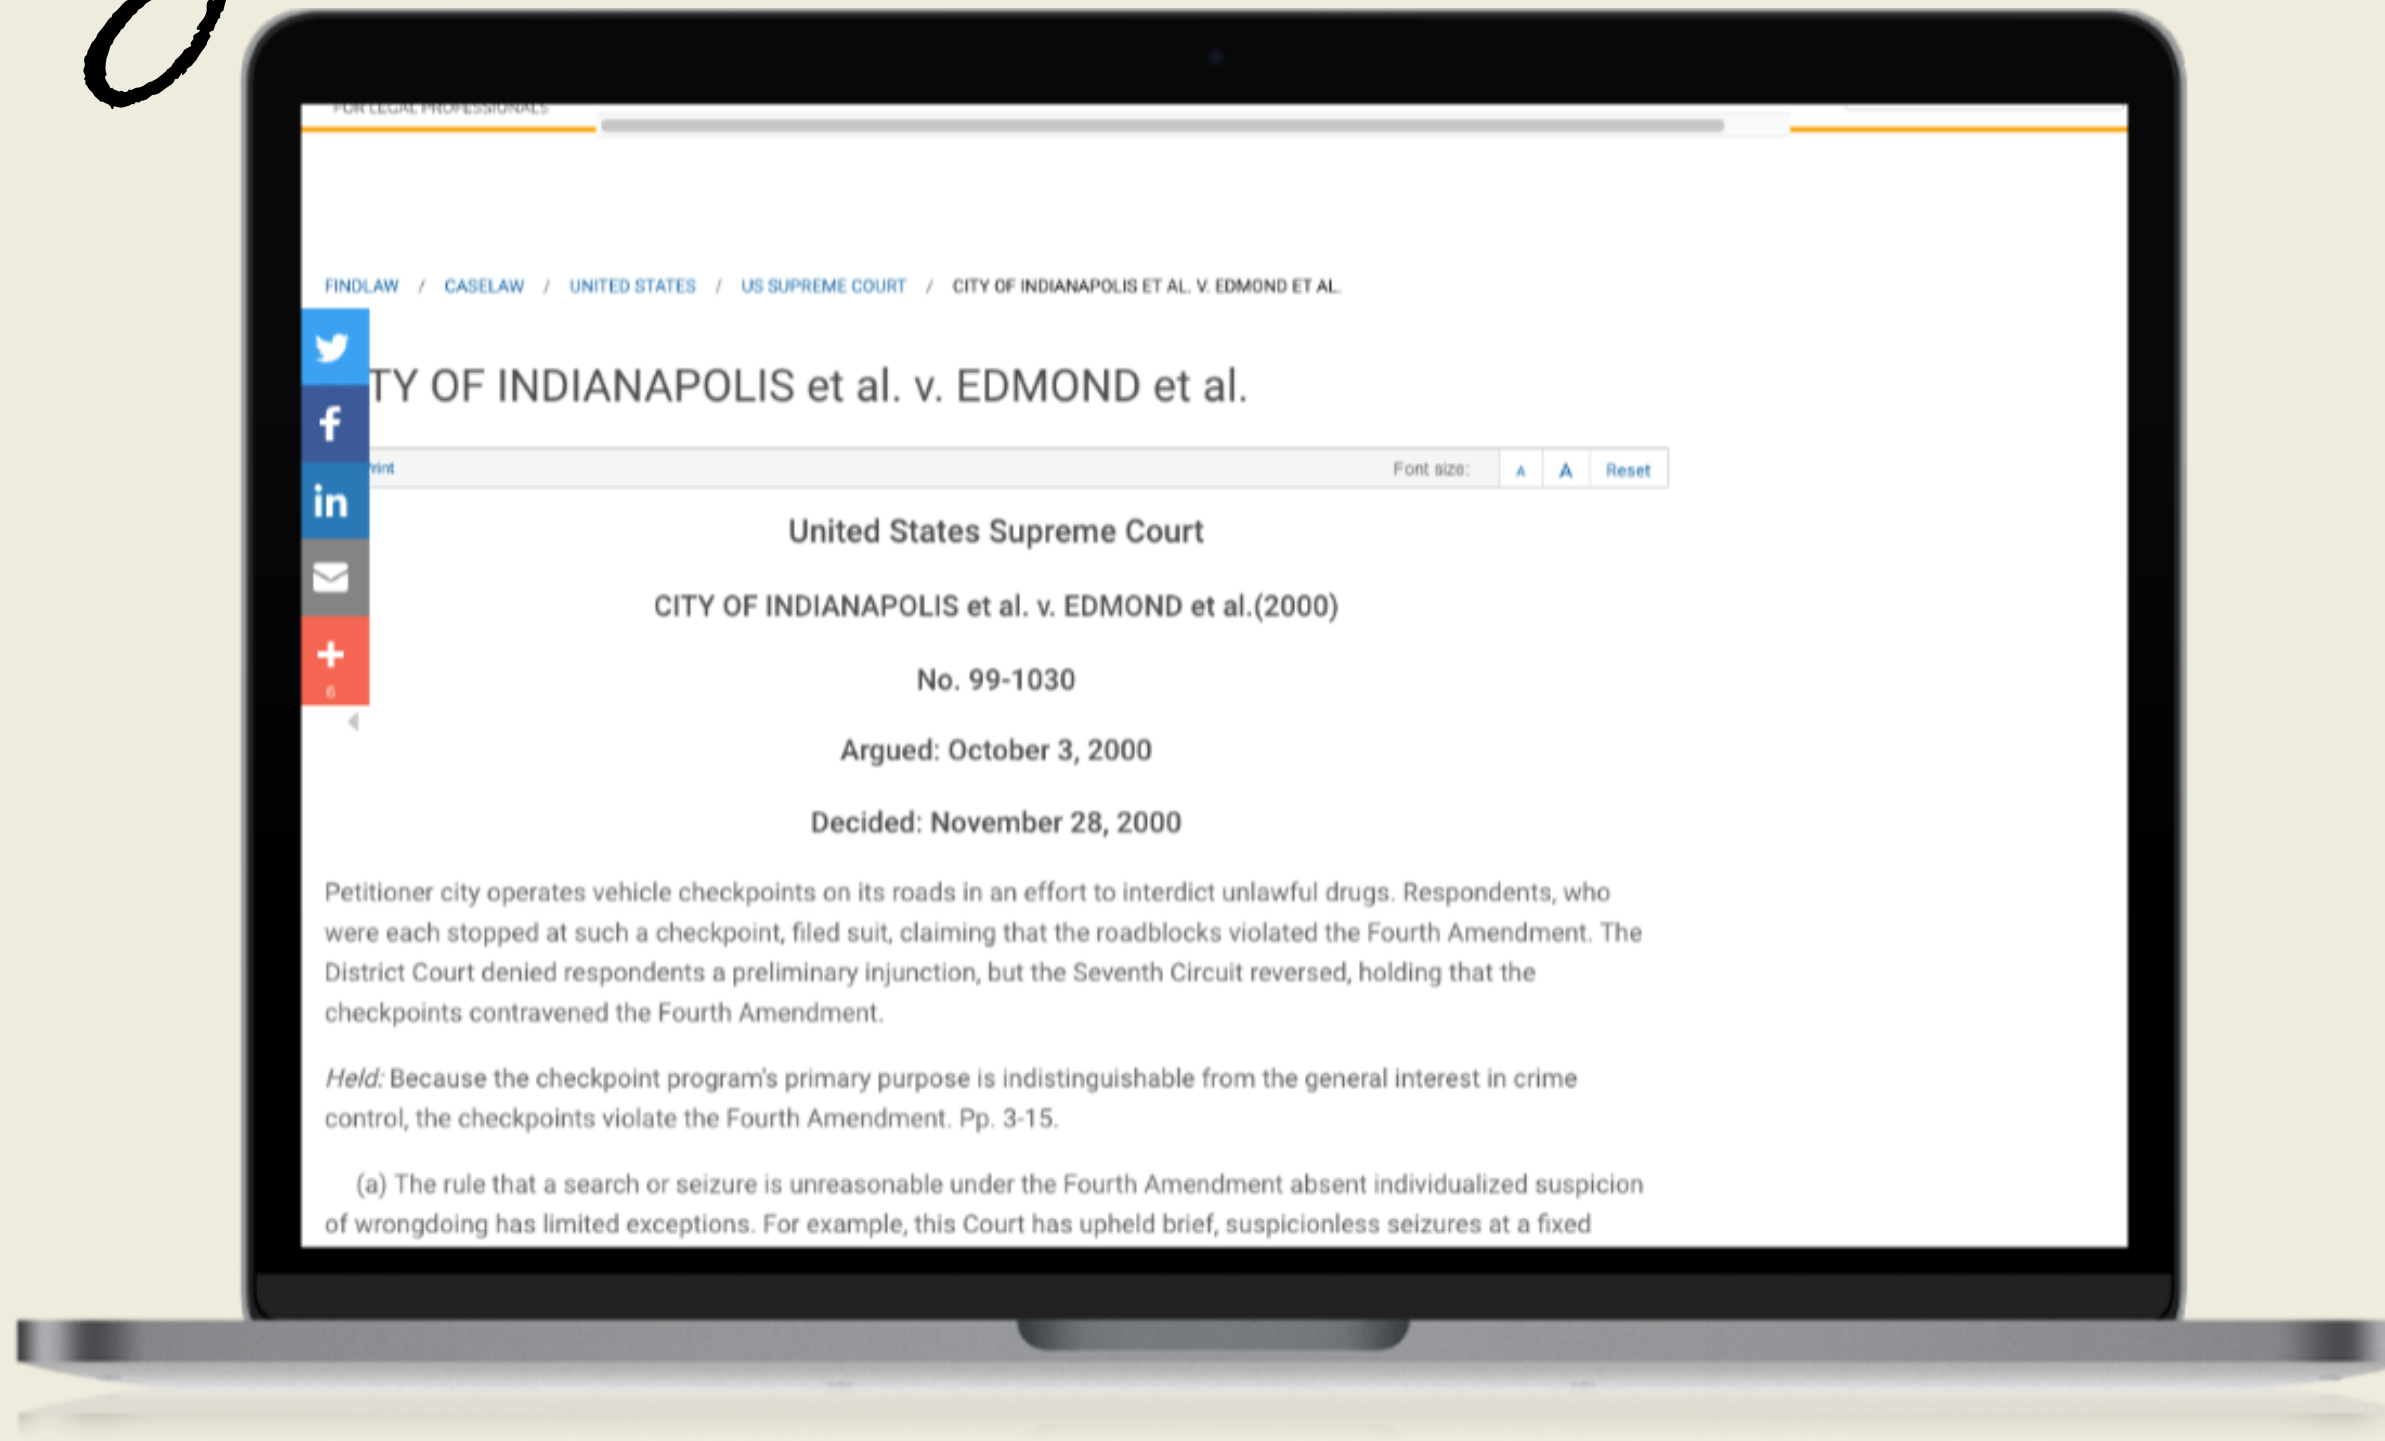 FOR LEGAL PROFESSIONALS
FINDLAW / CASELAW / UNITED STATES / US SUPREME COURT / CITY OF INDIANAPOLIS ET AL. V. EDMOND ET AL.
TY OF INDIANAPOLIS et al. v. EDMOND et al.
rint Font size: A A Reset
United States Supreme Court
CITY OF INDIANAPOLIS et al. v. EDMOND et al.(2000)
No. 99-1030
6
Argued: October 3, 2000
Decided: November 28, 2000
Petitioner city operates vehicle checkpoints on its roads in an effort to interdict unlawful drugs. Respondents, who
were each stopped at such a checkpoint, filed suit, claiming that the roadblocks violated the Fourth Amendment. The
District Court denied respondents a preliminary injunction, but the Seventh Circuit reversed, holding that the
checkpoints contravened the Fourth Amendment.
Held: Because the checkpoint program's primary purpose is indistinguishable from the general interest in crime
control, the checkpoints violate the Fourth Amendment. Pp. 3-15.
(a) The rule that a search or seizure is unreasonable under the Fourth Amendment absent individualized suspicion
of wrongdoing has limited exceptions. For example, this Court has upheld brief, suspicionless seizures at a fixed